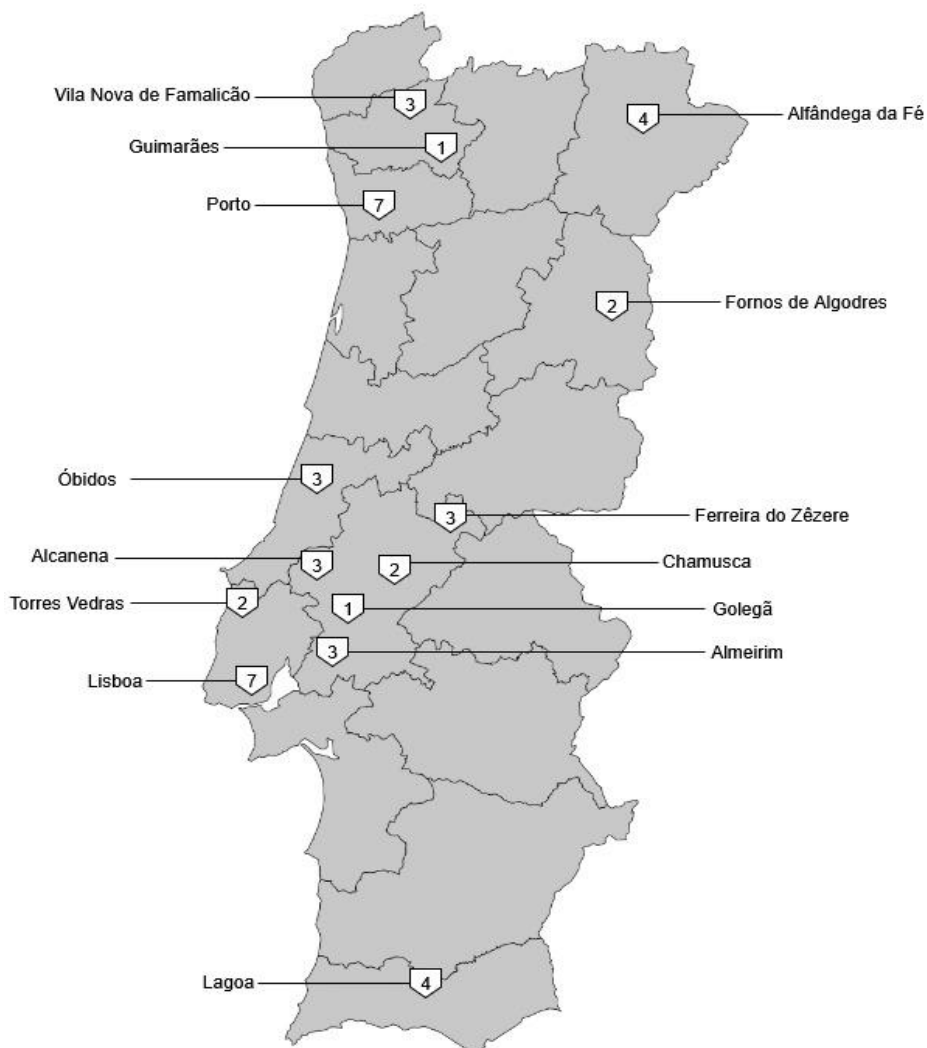 Vila Nova de Famalicão
3
4
Alfândega da Fé
Guimarães
1
Porto
7
2
Fornos de Algodres
Óbidos
3
3
Ferreira do Zêzere
Alcanena
3
2
Chamusca
Torres Vedras
2
1
Golegã
3
Almeirim
Lisboa
7
Lagoa
4